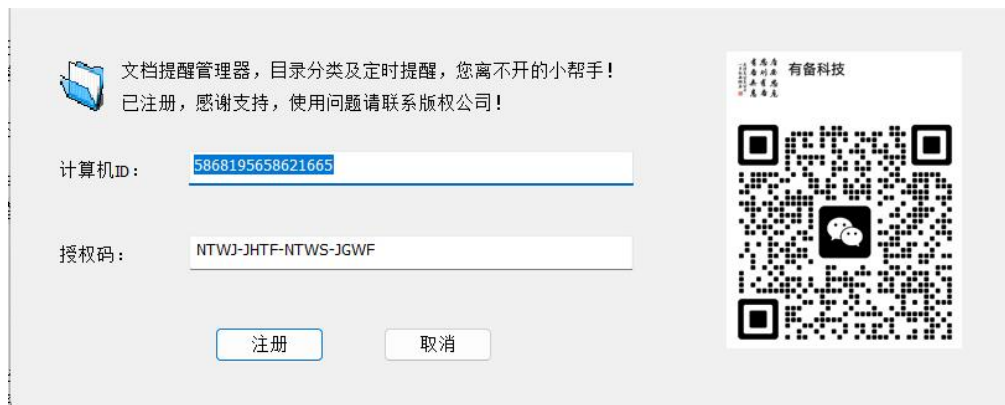 文档提醒管理器，目录分类及定时提醒，您离不开的小帮手！
已注册，感谢支持，使用问题请联系版权公司！
计算机ID： 5868195658621665
授权码： NTWJ-JHTF-NTWS-JGWF
注册 取消
有备科技